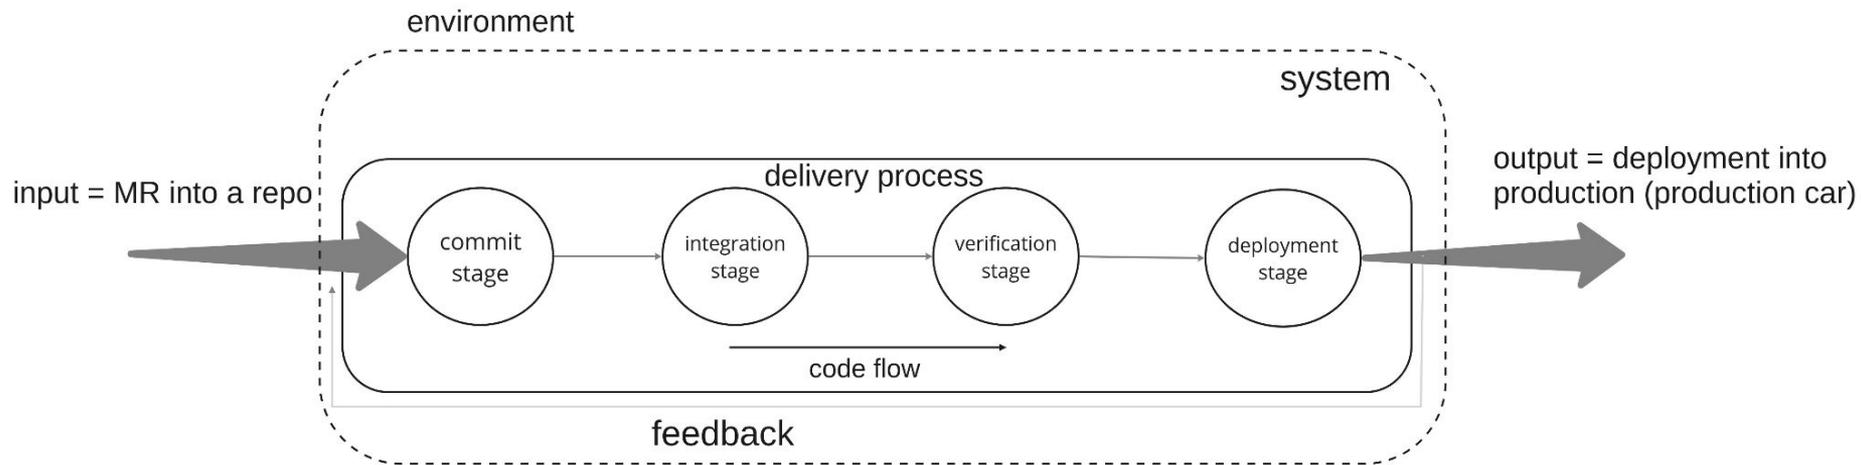 environment
system
delivery process
input = MR into a repo
commit
stage
integration
stage
verification
stage
deployment
stage
output = deployment into
production (production car)
code flow
feedback